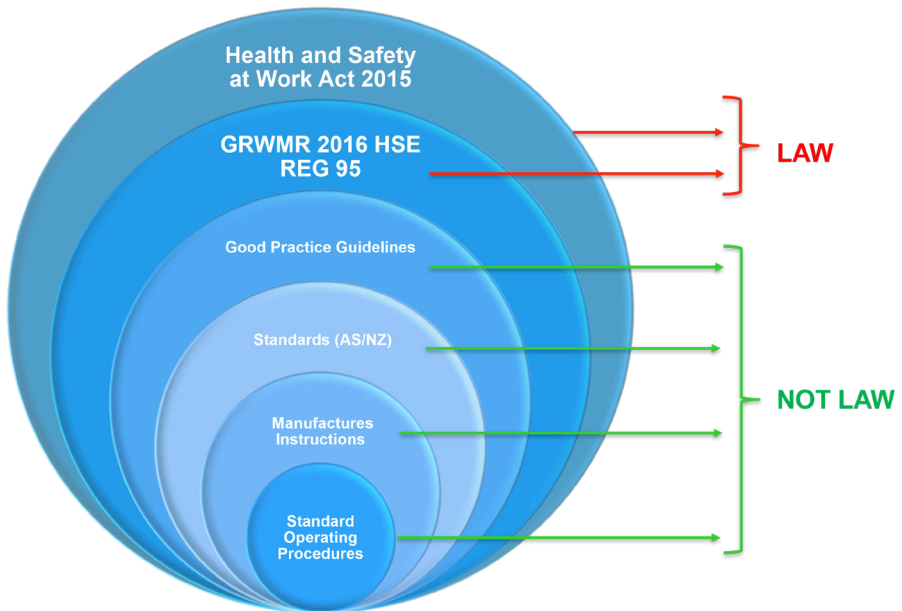 Health and Safety
at Work Act 2015
GRWMR 2016 HSE
REG 95
LAW
Good Practice Guidelines
Standards (AS/NZ)
NOT LAW
Manufactures
Instructions
Standard
Operating
Procedures